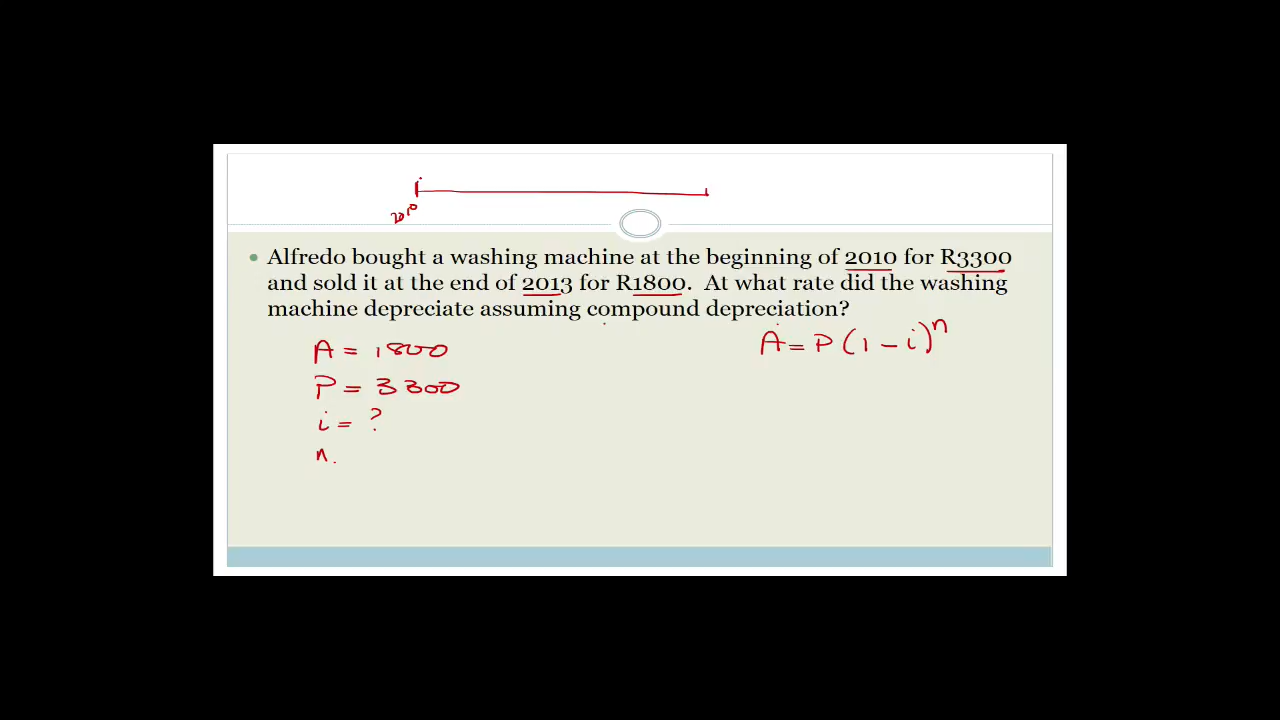 2010
Alfredo bought a washing machine at the beginning of 2010 for R3300
and sold it at the end of 2013 for R1800. At what rate did the washing
machine depreciate assuming compound depreciation?
A = P(1 - i)^n
A = 1800
P = 3300
i = ?
n